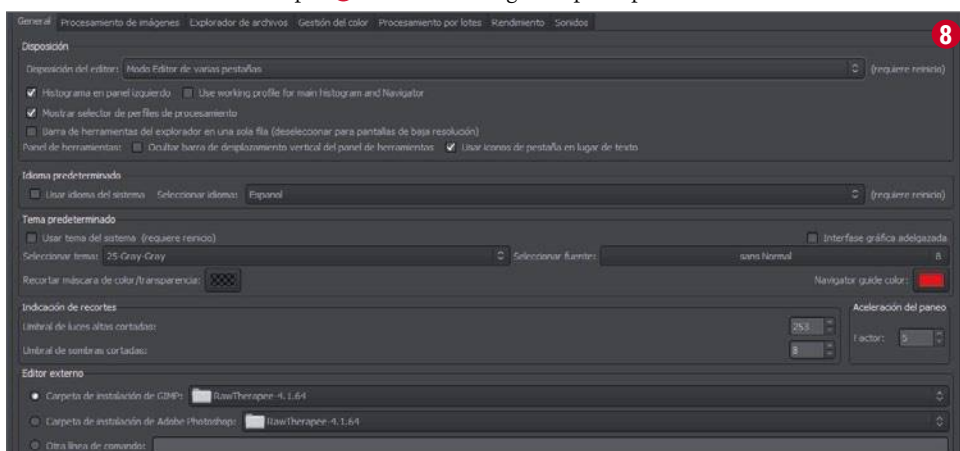 General Procesamiento de imágenes Explorador de archivos Gestión del color Procesamiento por lotes Rendimiento Sonidos
8
Disposición
Disposición del editor: Modo Editor de varias pestañas (requiere reinicio)
Histograma en panel izquierdo Use working profile for main histogram and Navigator
Mostrar selector de perfiles de procesamiento
Barra de herramientas del explorador en una sola fila (deseleccionar para pantallas de baja resolución)
Panel de herramientas: Ocultar barra de desplazamiento vertical del panel de herramientas Usar iconos de pestaña en lugar de texto
Idioma predeterminado
Usar idioma del sistema Seleccionar idioma: Espanol (requiere reinicio)
Tema predeterminado
Usar tema del sistema (requiere reinicio) Interfase gráfica adelgazada
Seleccionar tema: 25-Gray-Gray Seleccionar fuente: sans Normal 8
Recortar máscara de color/transparencia: Navigator guide color:
Indicación de recortes Aceleración del paneo
Umbral de luces altas cortadas: 253
Factor: 5
Umbral de sombras cortadas: 8
Editor externo
Carpeta de instalación de GIMP: RawTherapee-4.1.64
Carpeta de instalación de Adobe Photoshop: RawTherapee-4.1.64
Otra línea de comando: